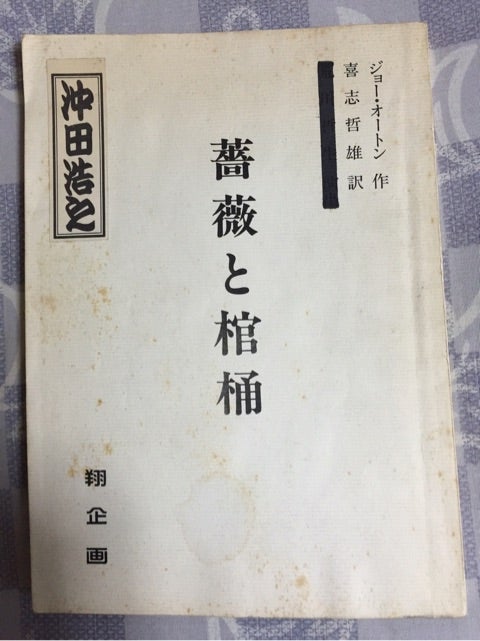 ジョー・オートン 作
喜志哲雄 訳
薔薇と棺桶
沖田浩之
翔企画